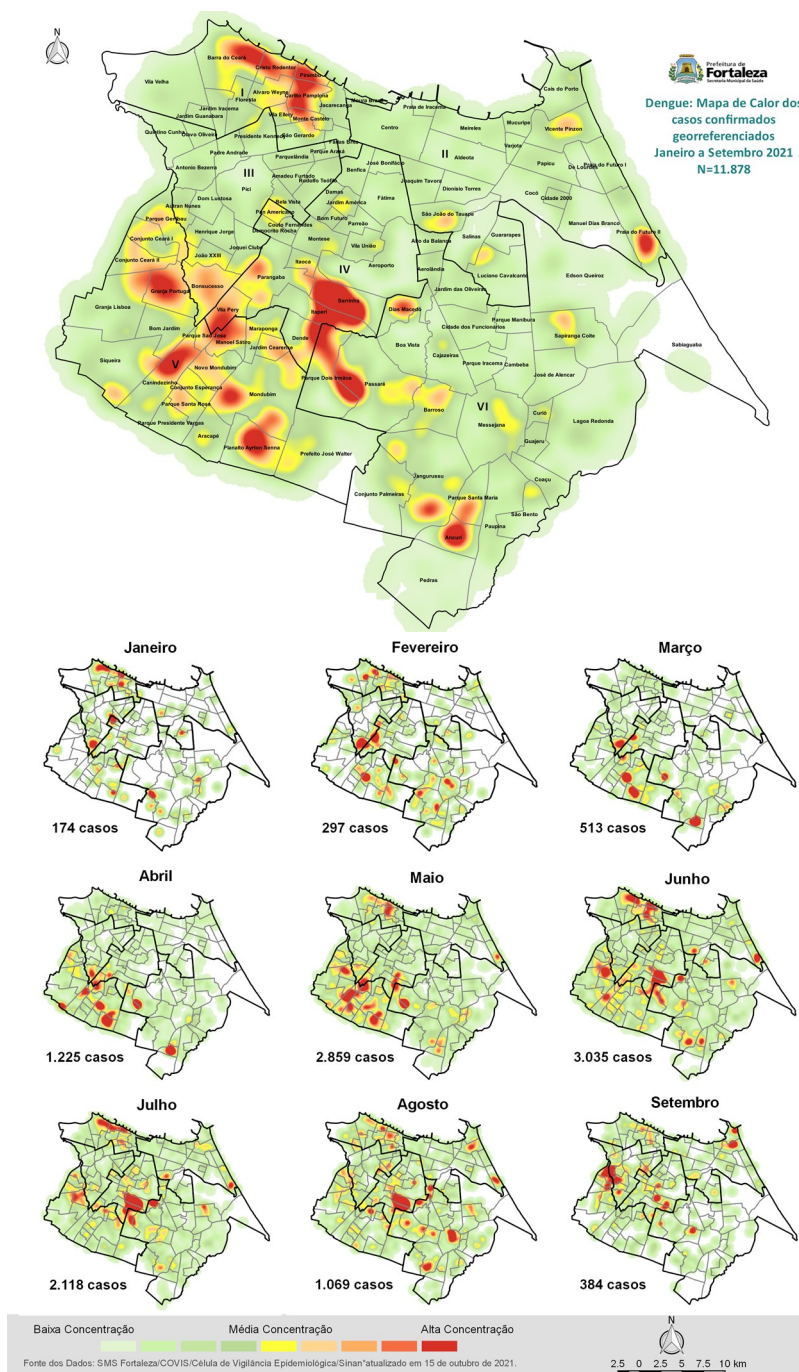 N
Prefeitura de
Fortaleza
Secretaria Municipal da Saúde
Dengue: Mapa de Calor dos
casos confirmados
georreferenciados
Janeiro a Setembro 2021
N=11.878
Barra do Ceará
Cristo Redentor
Pirambu
Vila Velha
Cais do Porto
I
Alvaro Weyne
Carlito Pamplona
Floresta
Jacarecanga
Moura Brasil
Praia de Iracema
Jardim Iracema
Vila Ellery
Monte Castelo
Jardim Guanabara
Mucuripe
Vicente Pinzon
Centro
Meireles
Quintino Cunha
Olavo Oliveira
Presidente Kennedy
São Gerardo
Farias Brito
Varjota
Padre Andrade
Parquelândia
Parque Araxá
II
Aldeota
Papicu
De Lourdes
Praia do Futuro I
José Bonifácio
Antonio Bezerra
III
Amadeu Furtado
Rodolfo Teófilo
Benfica
Joaquim Tavora
Dionísio Torres
Pici
Damas
Cocó
Cidade 2000
Dom Lustosa
Bela Vista
Jardim América
Fátima
Autran Nunes
Pan Americano
Parque Genibau
Couto Fernandes
Bom Futuro
Parreão
São João do Tauape
Manuel Dias Branco
Henrique Jorge
Democrito Rocha
Praia do Futuro II
Conjunto Ceará I
Joquei Clube
Montese
Vila União
Alto da Balança
Salinas
Guararapes
João XXIII
Conjunto Ceará II
Itaoca
IV
Aeroporto
Aerolândia
Luciano Cavalcante
Edson Queiroz
Parangaba
Bonsucesso
Granja Portugal
Serrinha
Jardim das Oliveiras
Granja Lisboa
Vila Pery
Itaperi
Dias Macedo
Parque Manibura
Bom Jardim
Maraponga
Cidade dos Funcionários
Parque São José
Manoel Sátiro
Dendê
Boa Vista
Sapiranga Coite
Sabiaguaba
Jardim Cearense
Siqueira
V
Novo Mondubim
Cajazeiras
Parque Iracema
Cambeba
Canindezinho
Conjunto Esperança
Parque Dois Irmãos
Passaré
José de Alencar
Mondubim
Parque Santa Rosa
Barroso
VI
Curió
Parque Presidente Vargas
Messejana
Lagoa Redonda
Aracapé
Guajeru
Planalto Ayrton Senna
Prefeito José Walter
Jangurussu
Coaçu
Conjunto Palmeiras
Parque Santa Maria
São Bento
Paupina
Ancuri
Pedras
Janeiro
Fevereiro
Março
174 casos
297 casos
513 casos
Abril
Maio
Junho
1.225 casos
2.859 casos
3.035 casos
Julho
Agosto
Setembro
2.118 casos
1.069 casos
384 casos
Baixa Concentração
Média Concentração
Alta Concentração
N
Fonte dos Dados: SMS Fortaleza/COVIS/Célula de Vigilância Epidemiológica/Sinan*atualizado em 15 de outubro de 2021.
2.5 0 2.5 5 7.5 10 km